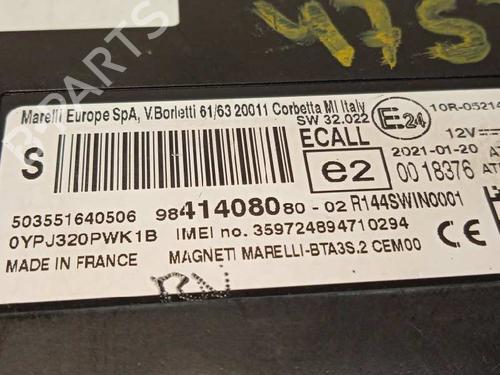 Marelli Europe SpA, V.Borletti 61/63 20011 Corbetta MI Italy
SW 32.022
E24
10R-05214
S
ECALL
12V
e2
2021-01-20
00 18376
503551640506
9841408080-02 R144SWIN0001
0YPJ320PWK1B
IMEI no. 359724894710294
MADE IN FRANCE
MAGNETI MARELLI-BTA3S.2 CEM00